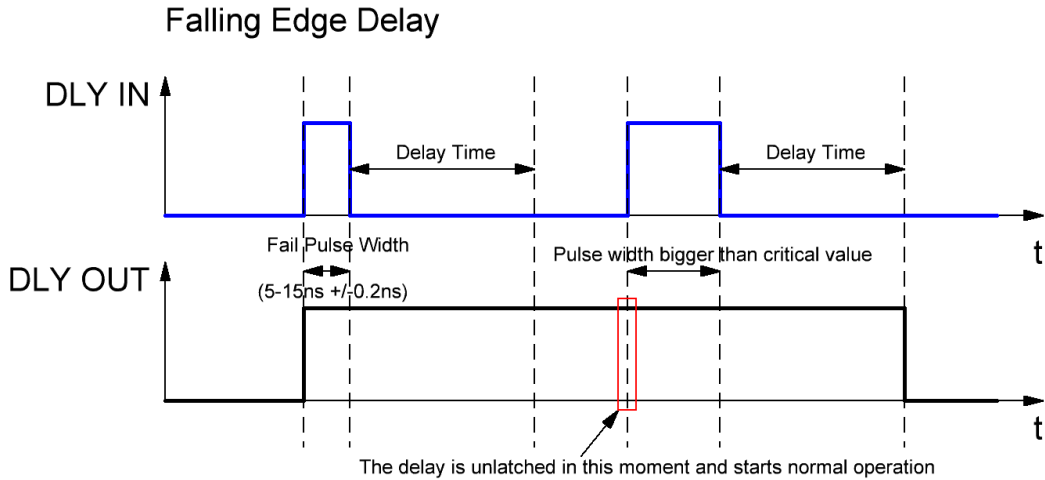 Falling Edge Delay
DLY IN
Delay Time
Delay Time
t
Fail Pulse Width
(5-15ns +/-0.2ns)
Pulse width bigger than critical value
DLY OUT
t
The delay is unlatched in this moment and starts normal operation